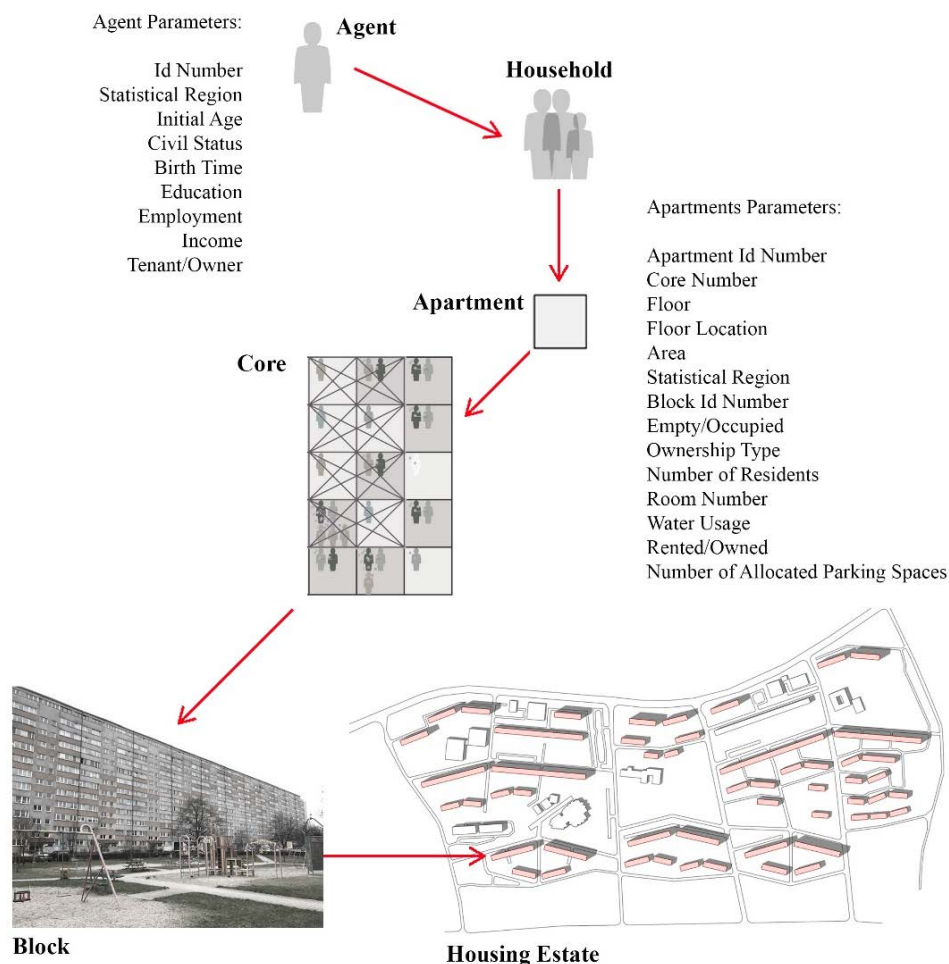 Agent Parameters:
Id Number
Statistical Region
Initial Age
Civil Status
Birth Time
Education
Employment
Income
Tenant/Owner
Agent
Household
Apartments Parameters:
Apartment Id Number
Core Number
Floor
Floor Location
Area
Statistical Region
Block Id Number
Empty/Occupied
Ownership Type
Number of Residents
Room Number
Water Usage
Rented/Owned
Number of Allocated Parking Spaces
Apartment
Core
Block
Housing Estate